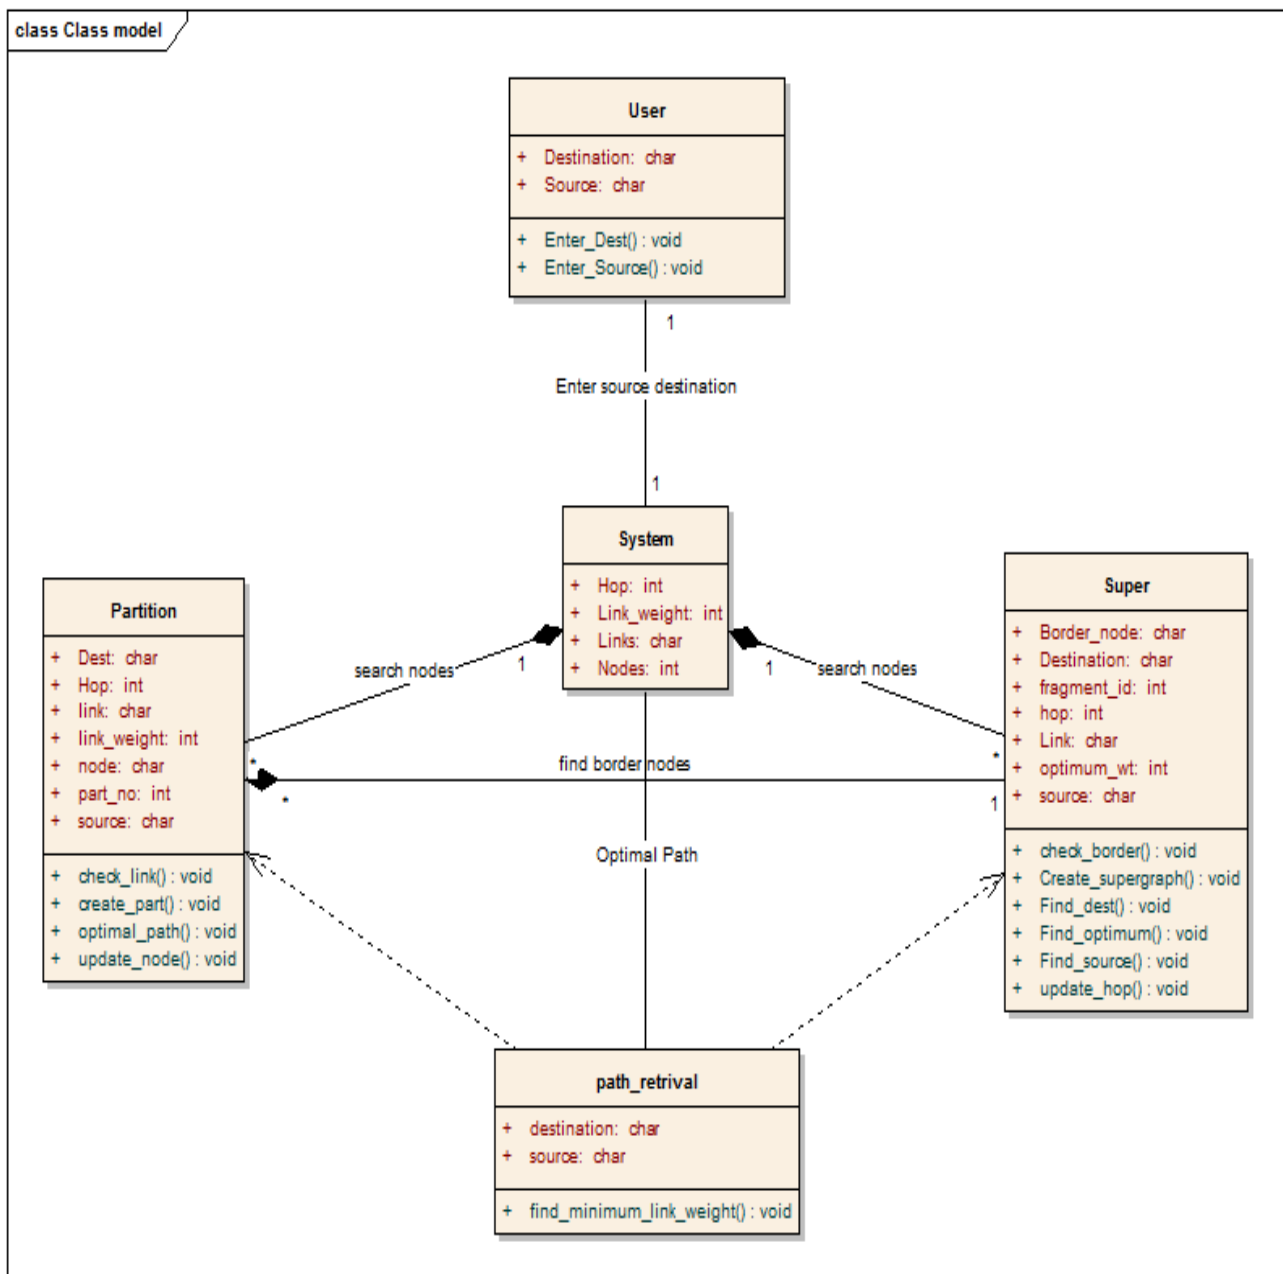 class Class model
User
+ Destination: char
+ Source: char
+ Enter_Dest() : void
+ Enter_Source() : void
1
Enter source destination
1
System
+ Hop: int
+ Link_weight: int
+ Links: char
+ Nodes: int
Partition
+ Dest: char
+ Hop: int
+ link: char
+ link_weight: int
+ node: char
+ part_no: int
+ source: char
+ check_link() : void
+ create_part() : void
+ optimal_path() : void
+ update_node() : void
Super
+ Border_node: char
+ Destination: char
+ fragment_id: int
+ hop: int
+ Link: char
+ optimum_wt: int
+ source: char
+ check_border() : void
+ Create_supergraph() : void
+ Find_dest() : void
+ Find_optimum() : void
+ Find_source() : void
+ update_hop() : void
search nodes
1
*
1
search nodes
*
find border nodes
*
1
Optimal Path
path_retrival
+ destination: char
+ source: char
+ find_minimum_link_weight() : void